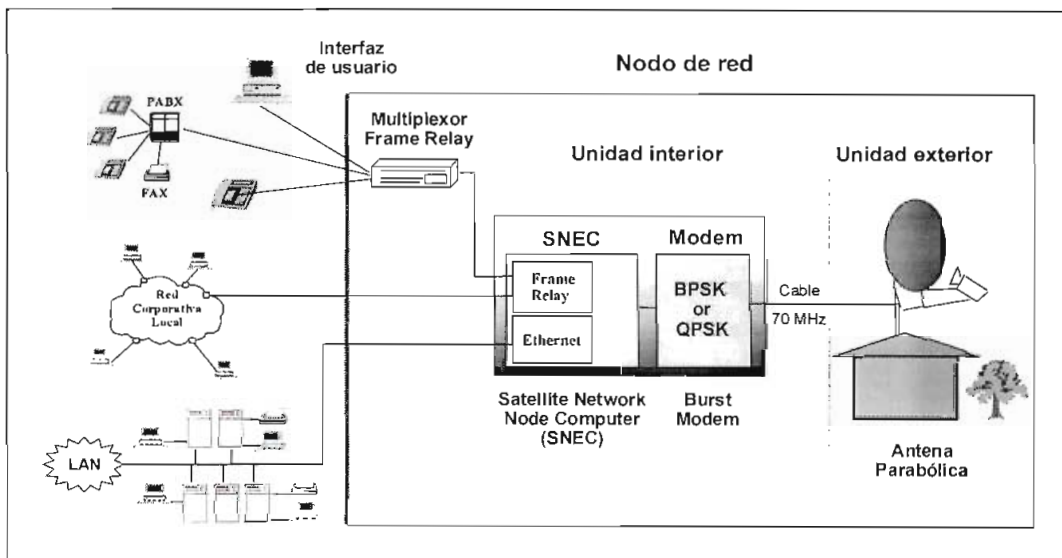 Interfaz
de usuario
Nodo de red
PABX
FAX
Multiplexor
Frame Relay
Unidad interior
Unidad exterior
SNEC
Modem
Frame
Relay
Ethernet
BPSK
or
QPSK
Cable
70 MHz
Red
Corporativa
Local
Satellite Network
Node Computer
(SNEC)
Burst
Modem
Antena
Parabólica
LAN